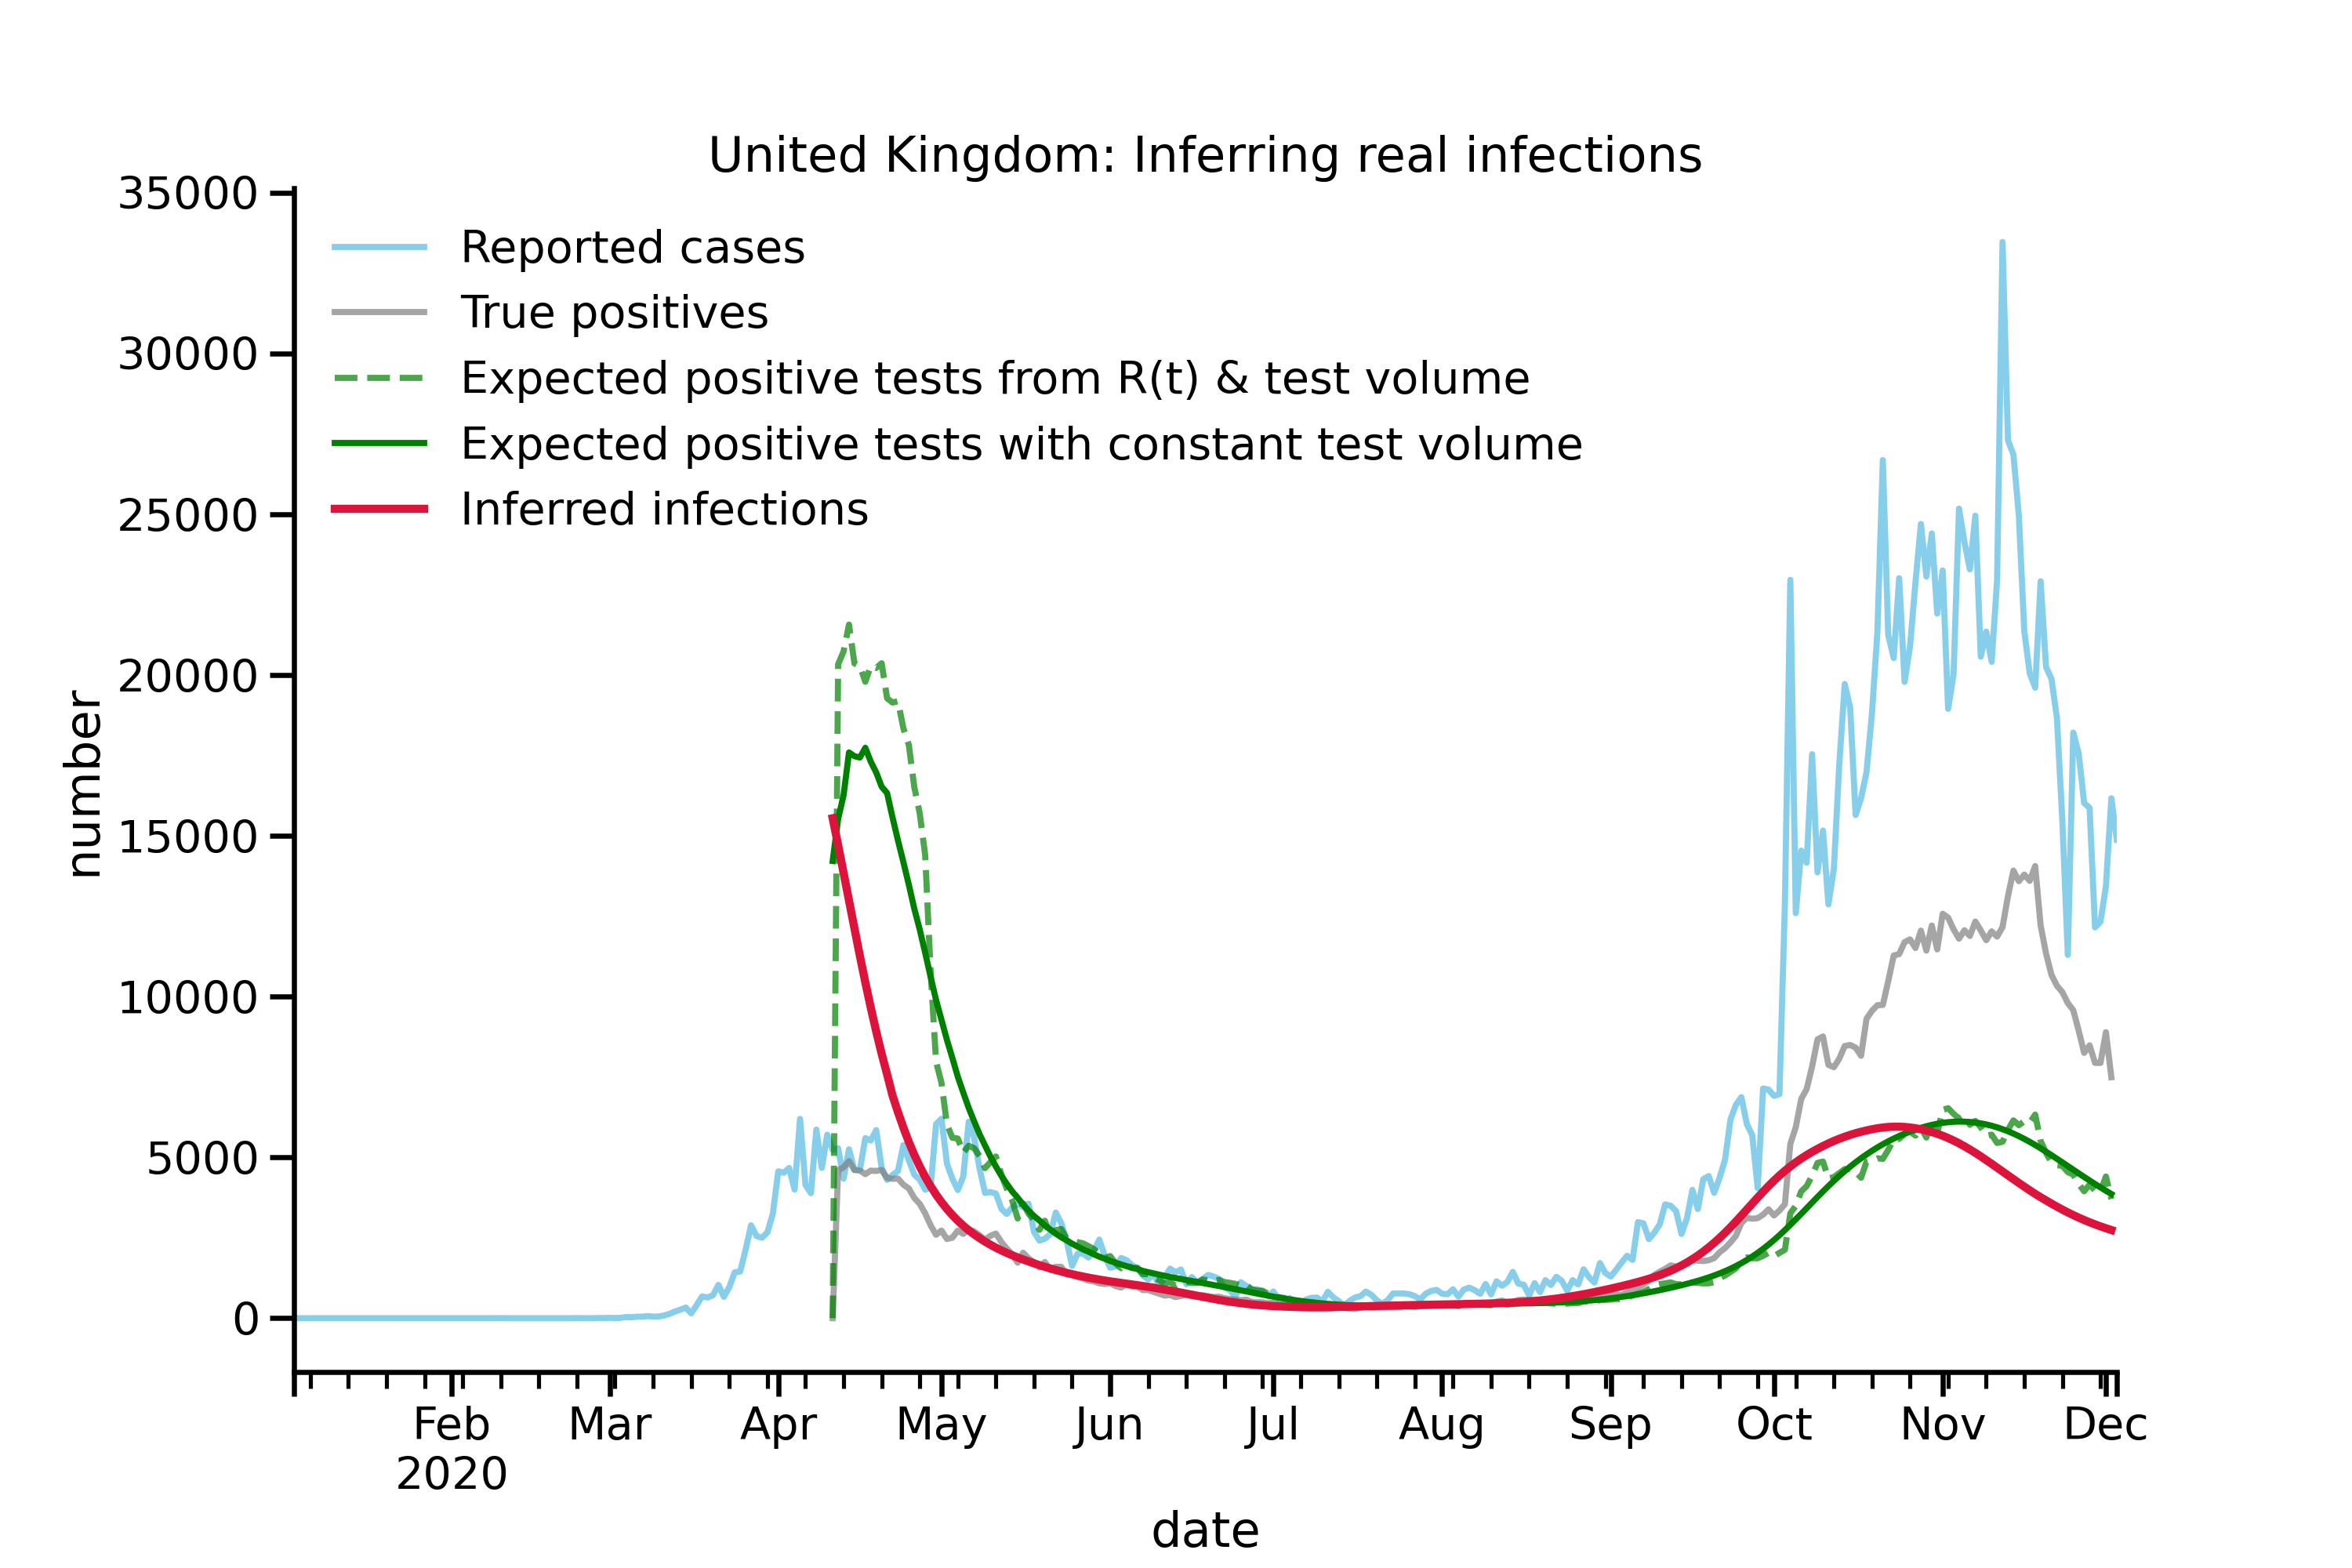 United Kingdom: Inferring real infections
35000
30000
25000
20000
15000
10000
5000
0
number
Reported cases
True positives
Expected positive tests from R(t) & test volume
Expected positive tests with constant test volume
Inferred infections
Feb Mar Apr May Jun Jul Aug Sep Oct Nov Dec
2020
date